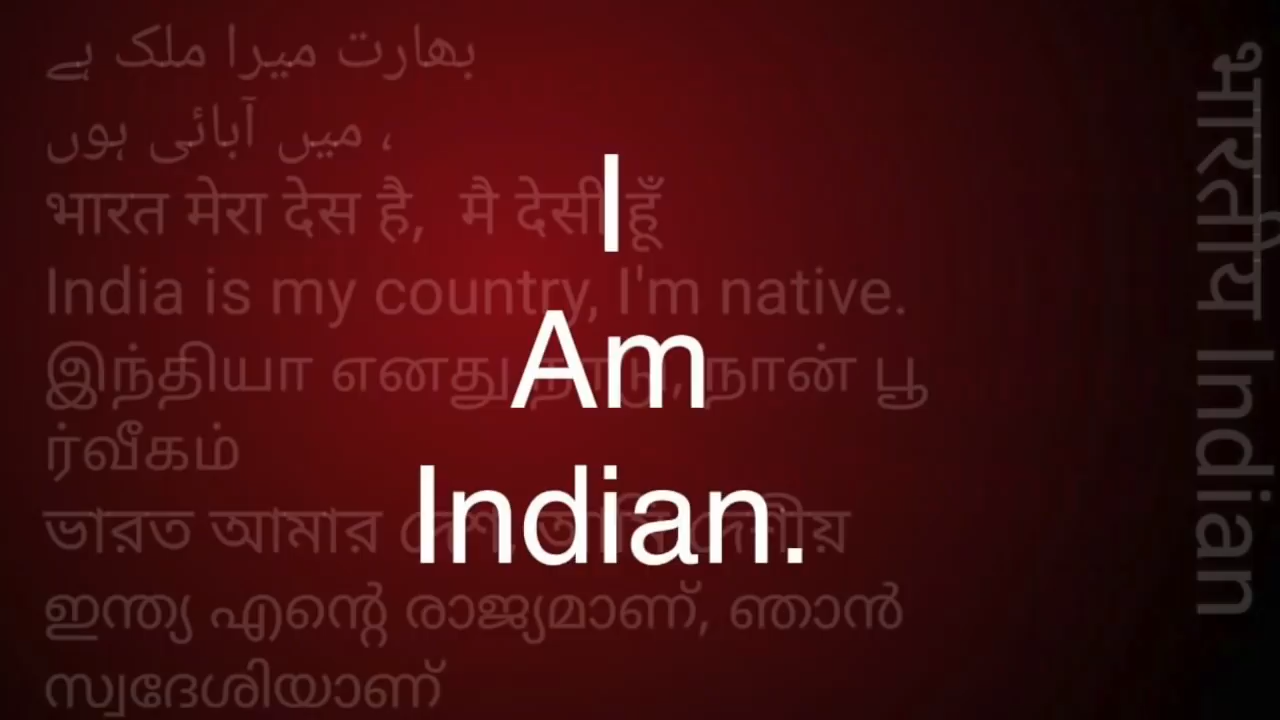 بھارت میرا ملک ہے
، میں آبائی ہوں
भारत मेरा देस है, मै देसी हूँ
India is my country, I'm native.
இந்தியா எனது நாடு, நான் பூ
ர்வீகம்
ভারত আমার দেশ, আমি দেশীয়
ഇന്ത്യ എന്റെ രാജ്യമാണ്, ഞാൻ
സ്വദേശിയാണ്
I
Am
Indian.
भारतीय Indian